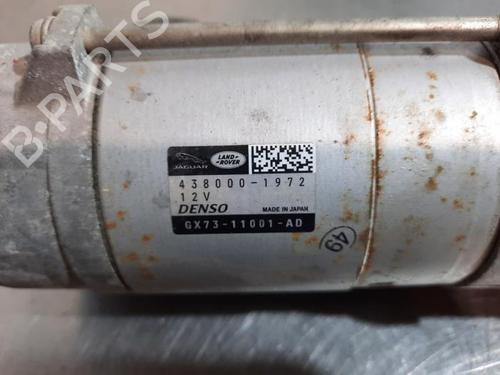 B-PARTS
JAGUAR
LAND-ROVER
438000-1972
12V
DENSO MADE IN JAPAN
GX73-11001-AD
49